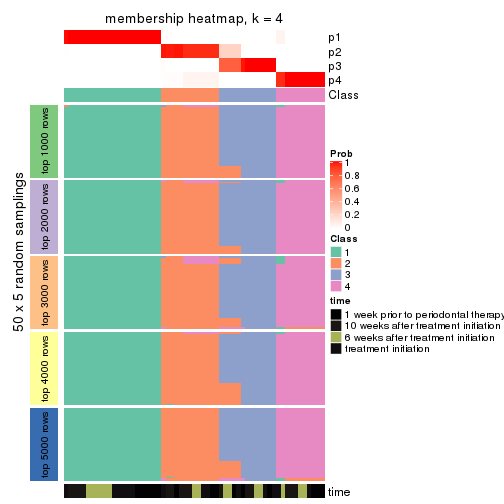 membership heatmap, k = 4
p1
p2
p3
p4
Class
50 x 5 random samplings
top 1000 rows
top 2000 rows
top 3000 rows
top 4000 rows
top 5000 rows
time
Prob
1
0.8
0.6
0.4
0.2
0
Class
1
2
3
4
time
1 week prior to periodontal therapy
10 weeks after treatment initiation
6 weeks after treatment initiation
treatment initiation